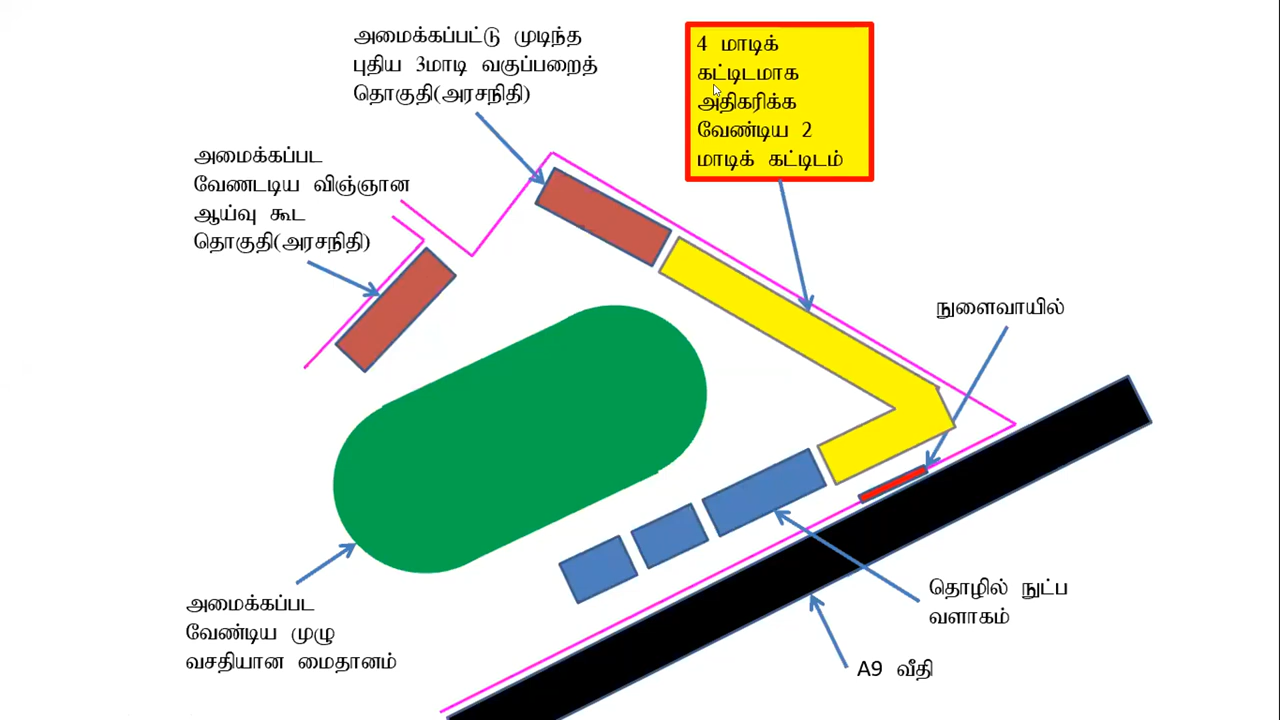 அமைக்கப்பட்டு முடிந்த
புதிய 3மாடி வகுப்பறைத்
தொகுதி(அரசநிதி)
4 மாடிக்
கட்டிடமாக
அதிகரிக்க
வேண்டிய 2
மாடிக் கட்டிடம்
அமைக்கப்பட
வேணடடிய விஞ்ஞான
ஆய்வு கூட
தொகுதி(அரசநிதி)
நுளைவாயில்
அமைக்கப்பட
வேண்டிய முழு
வசதியான மைதானம்
தொழில் நுட்ப
வளாகம்
A9 வீதி